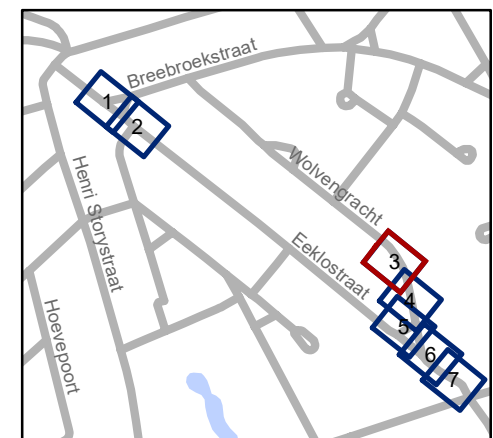 Breebroekstraat
1
2
Wolvengracht
Henri Storystraat
Eeklostraat
3
4
5
6
7
Hoevepoort